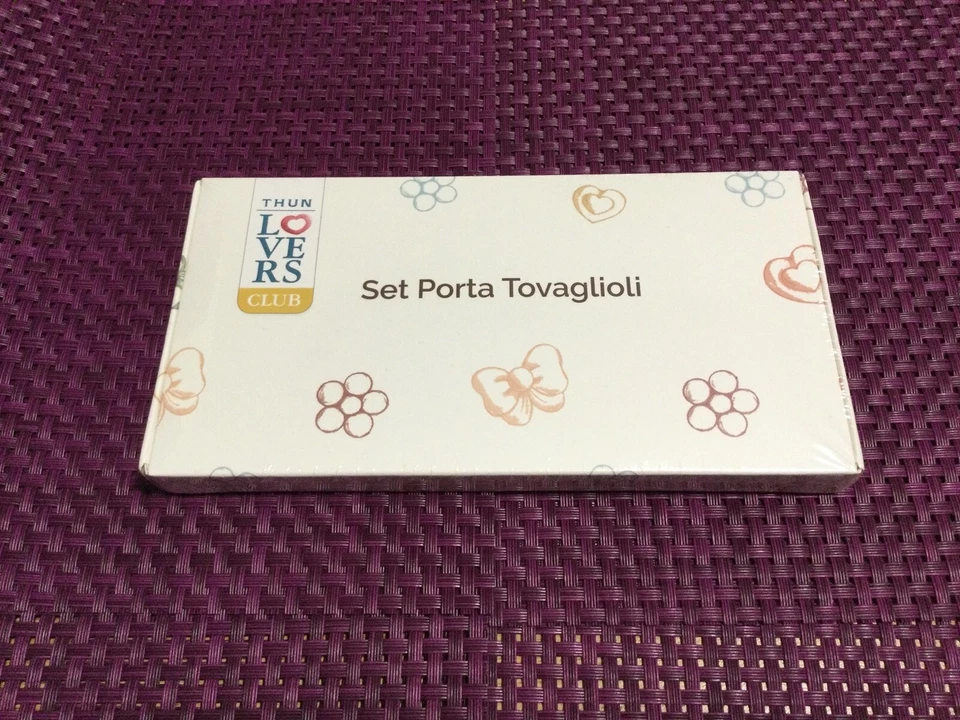 THUN
LOVERS
CLUB
Set Porta Tovaglioli